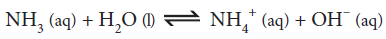 NH₃ (aq) + H₂O (l) ⇌ NH₄⁺ (aq) + OH⁻ (aq)